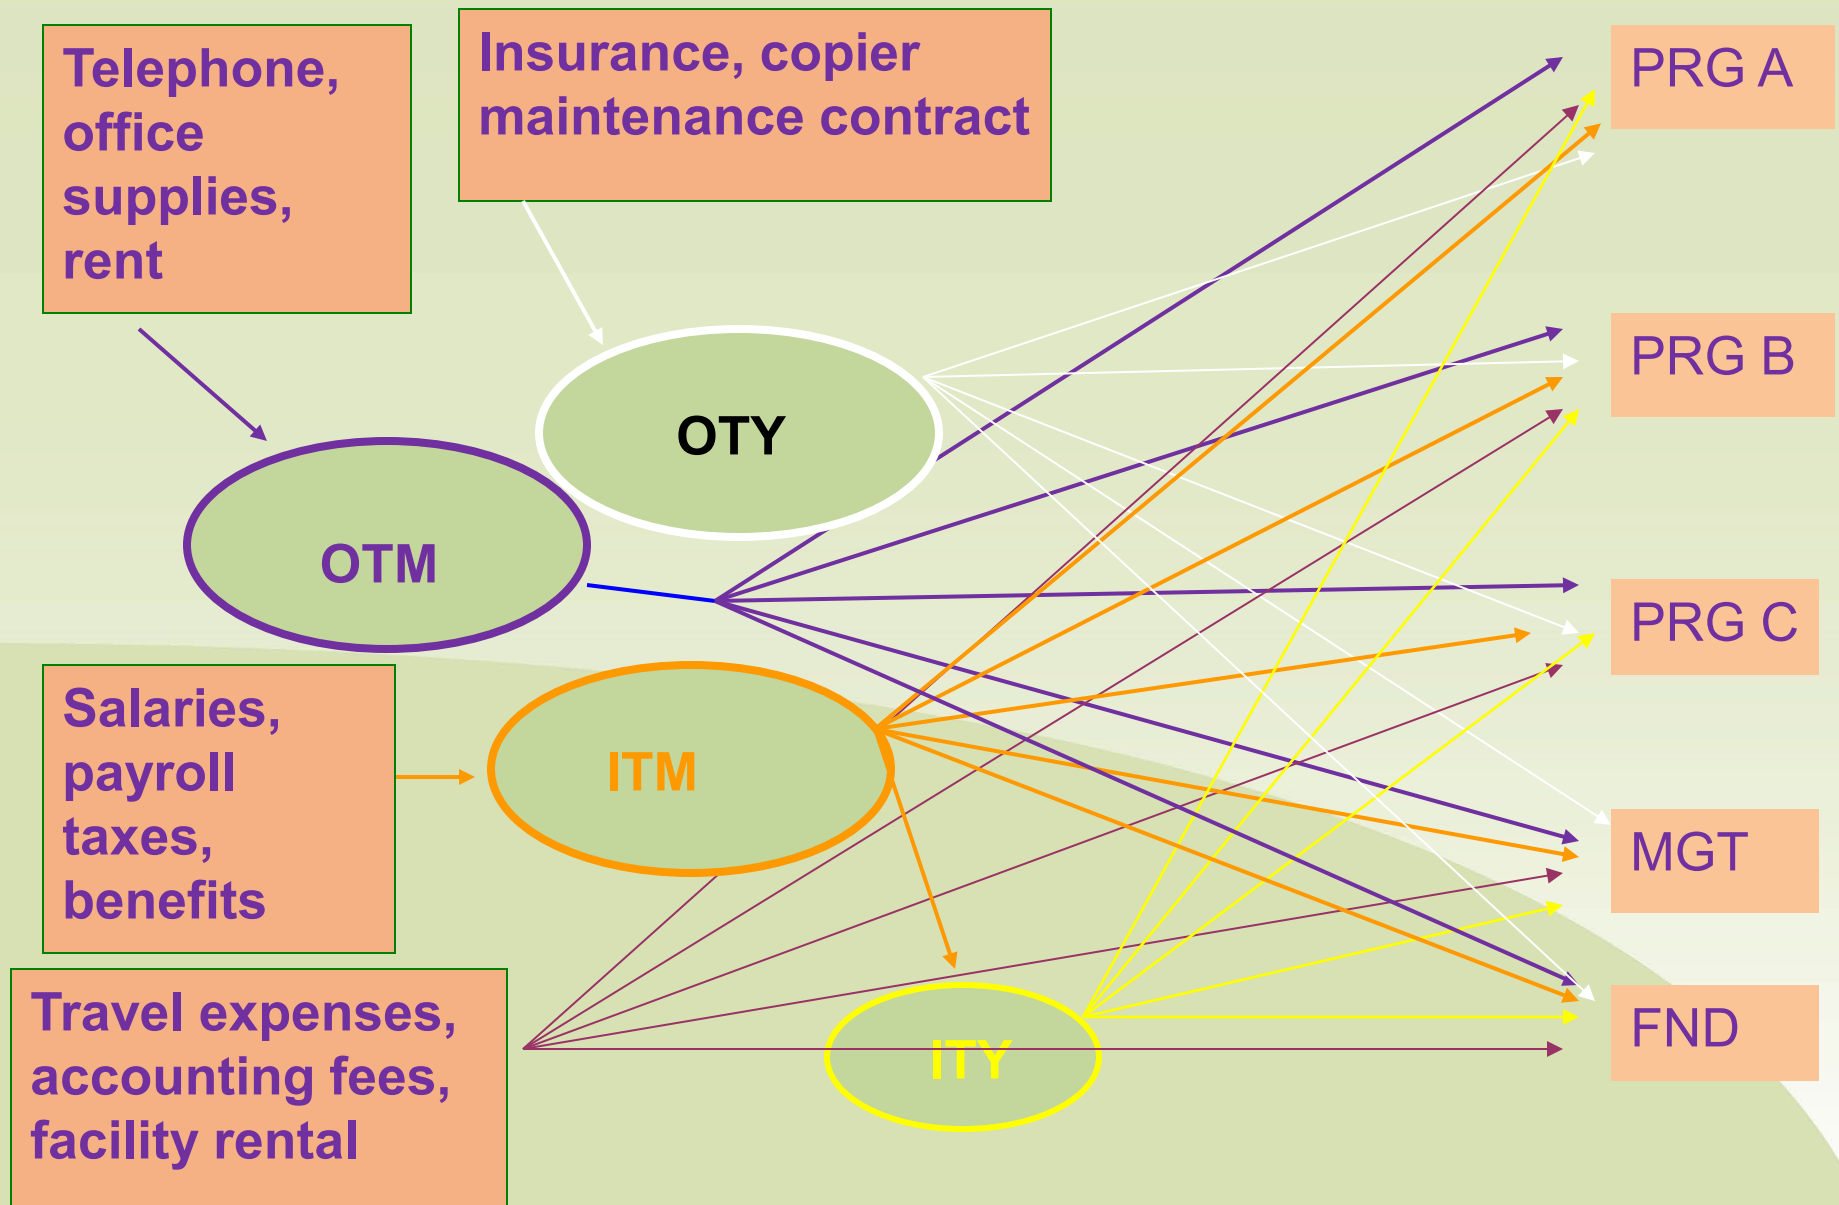 Telephone,
office
supplies,
rent
Insurance, copier
maintenance contract
PRG A
PRG B
OTY
OTM
PRG C
Salaries,
payroll
taxes,
benefits
ITM
MGT
Travel expenses,
accounting fees,
facility rental
ITY
FND